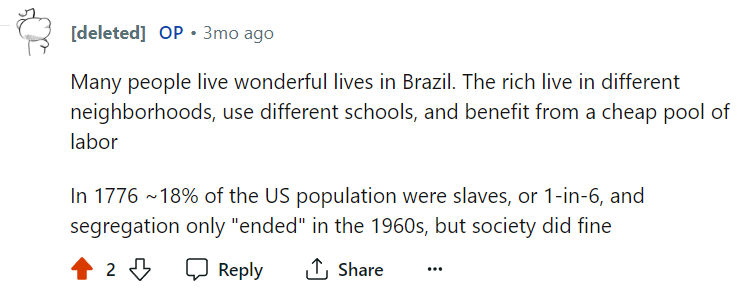 [deleted] OP • 3mo ago
Many people live wonderful lives in Brazil. The rich live in different
neighborhoods, use different schools, and benefit from a cheap pool of
labor
In 1776 ~18% of the US population were slaves, or 1-in-6, and
segregation only "ended" in the 1960s, but society did fine
2 Reply Share ...